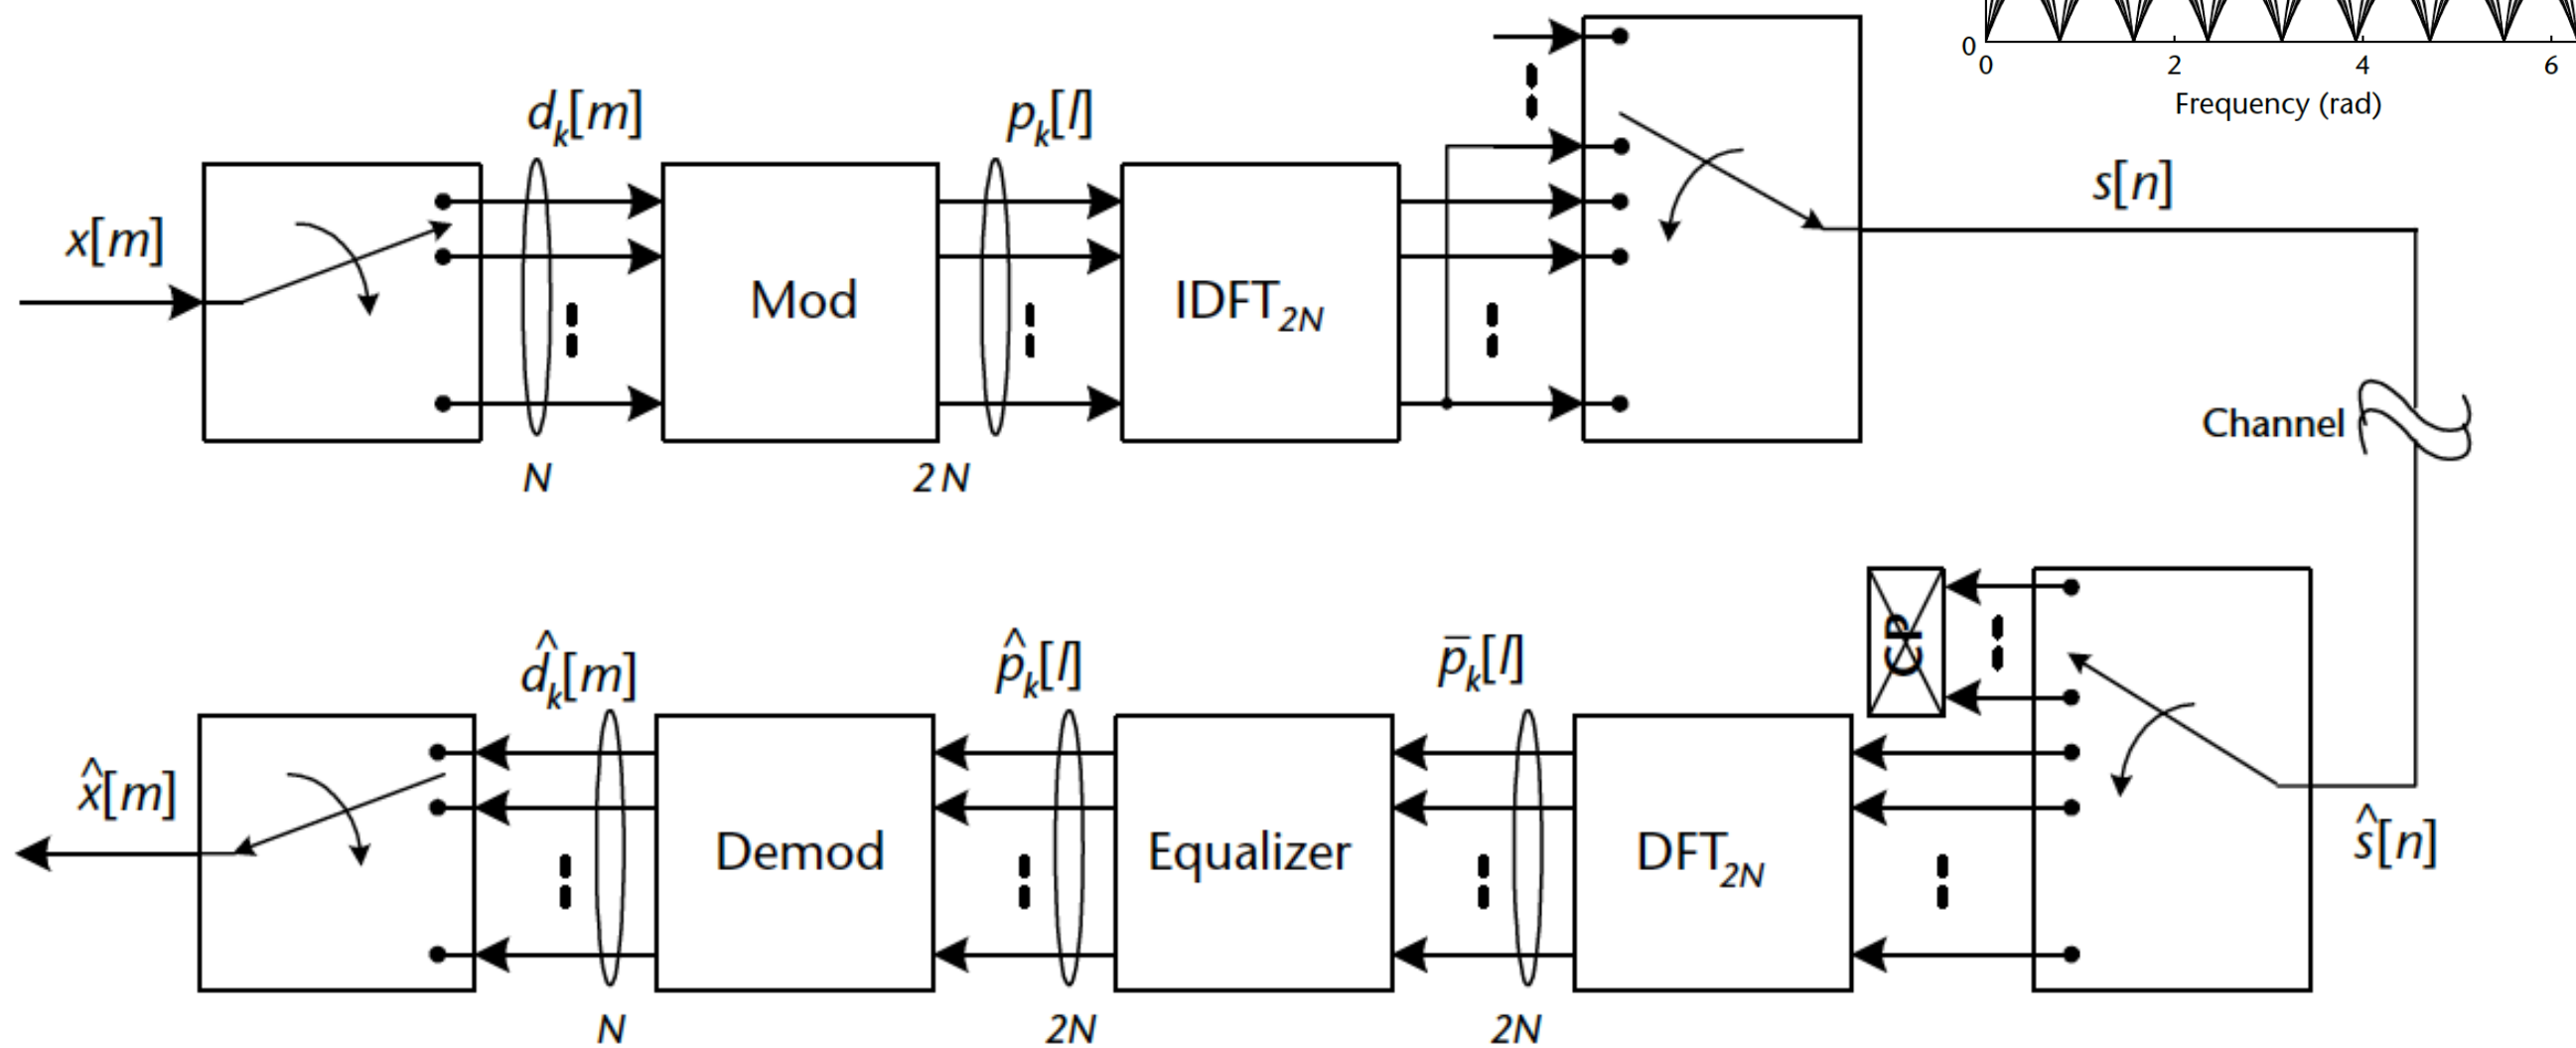 0
0 2 4 6
Frequency (rad)
d_k[m] p_k[l]
x[m] s[n]
Mod IDFT_2N
Channel
N 2N
CP
d̂_k[m] p̂_k[l] p̄_k[l]
x̂[m] ŝ[n]
Demod Equalizer DFT_2N
N 2N 2N